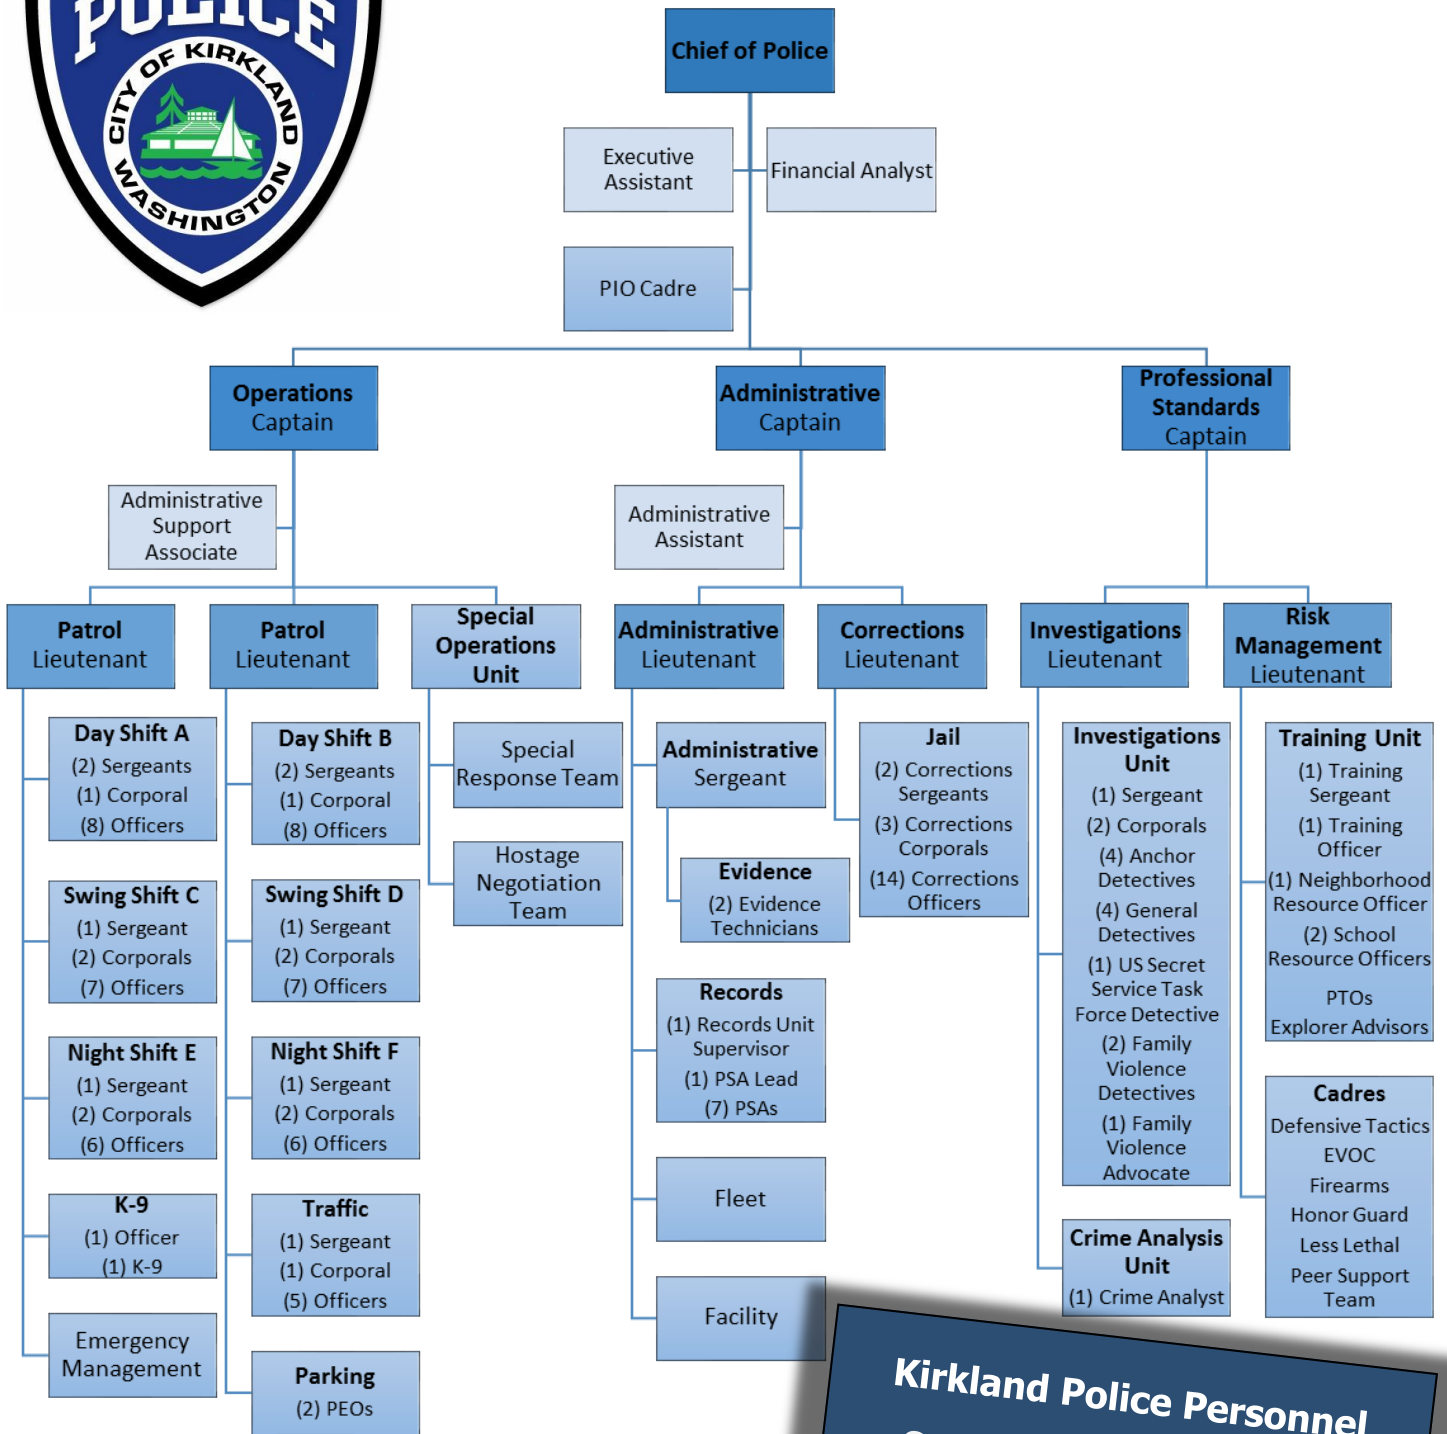 POLICE
CITY OF KIRKLAND
WASHINGTON
Chief of Police
Executive
Assistant
Financial Analyst
PIO Cadre
Operations
Captain
Administrative
Captain
Professional
Standards
Captain
Administrative
Support
Associate
Administrative
Assistant
Patrol
Lieutenant
Patrol
Lieutenant
Special
Operations
Unit
Administrative
Lieutenant
Corrections
Lieutenant
Investigations
Lieutenant
Risk
Management
Lieutenant
Day Shift A
(2) Sergeants
(1) Corporal
(8) Officers
Swing Shift C
(1) Sergeant
(2) Corporals
(7) Officers
Night Shift E
(1) Sergeant
(2) Corporals
(6) Officers
K-9
(1) Officer
(1) K-9
Emergency
Management
Day Shift B
(2) Sergeants
(1) Corporal
(8) Officers
Swing Shift D
(1) Sergeant
(2) Corporals
(7) Officers
Night Shift F
(1) Sergeant
(2) Corporals
(6) Officers
Traffic
(1) Sergeant
(1) Corporal
(5) Officers
Parking
(2) PEOs
Special
Response Team
Hostage
Negotiation
Team
Administrative
Sergeant
Evidence
(2) Evidence
Technicians
Records
(1) Records Unit
Supervisor
(1) PSA Lead
(7) PSAs
Fleet
Facility
Jail
(2) Corrections
Sergeants
(3) Corrections
Corporals
(14) Corrections
Officers
Investigations
Unit
(1) Sergeant
(2) Corporals
(4) Anchor
Detectives
(4) General
Detectives
(1) US Secret
Service Task
Force Detective
(2) Family
Violence
Detectives
(1) Family
Violence
Advocate
Crime Analysis
Unit
(1) Crime Analyst
Training Unit
(1) Training
Sergeant
(1) Training
Officer
(1) Neighborhood
Resource Officer
(2) School
Resource Officers
PTOs
Explorer Advisors
Cadres
Defensive Tactics
EVOC
Firearms
Honor Guard
Less Lethal
Peer Support
Team
Kirkland Police Personnel